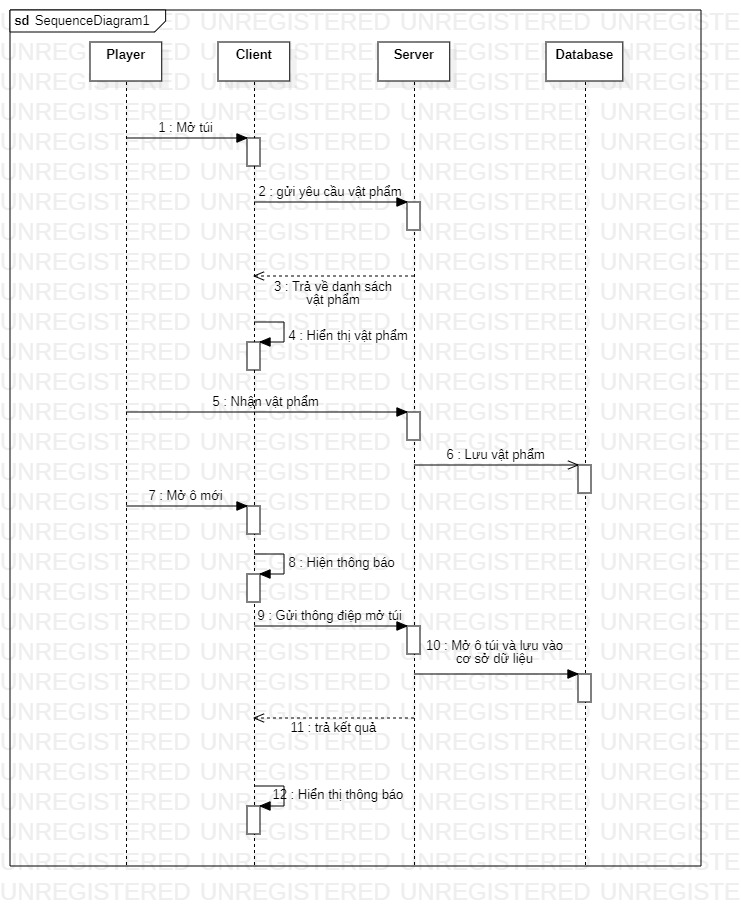 sd SequenceDiagram1
Player
Client
Server
Database
1 : Mở túi
2 : gửi yêu cầu vật phẩm
3 : Trả về danh sách
vật phẩm
4 : Hiển thị vật phẩm
5 : Nhận vật phẩm
6 : Lưu vật phẩm
7 : Mở ô mới
8 : Hiện thông báo
9 : Gửi thông điệp mở túi
10 : Mở ô túi và lưu vào
cơ sở dữ liệu
11 : trả kết quả
12 : Hiển thị thông báo
UNREGISTERED